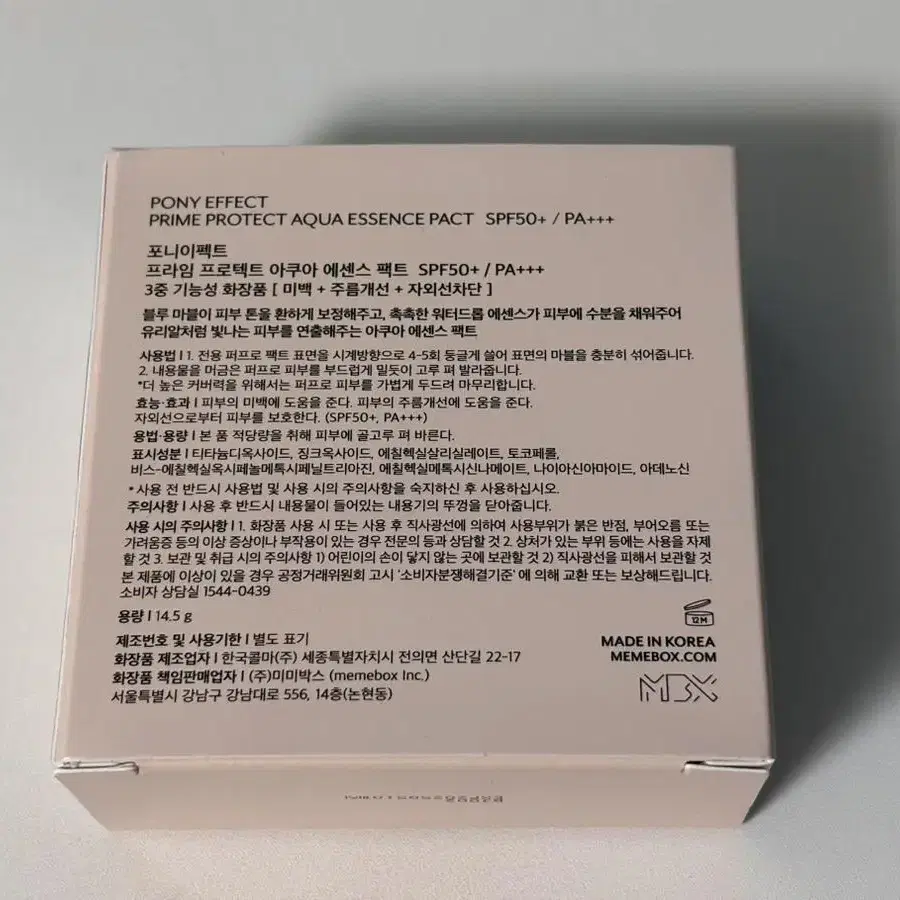 PONY EFFECT
PRIME PROTECT AQUA ESSENCE PACT SPF50+ / PA+++
포니이펙트
프라임 프로텍트 아쿠아 에센스 팩트 SPF50+ / PA+++
3중 기능성 화장품 [ 미백 + 주름개선 + 자외선차단 ]
블루 마블이 피부 톤을 환하게 보정해주고, 촉촉한 워터드롭 에센스가 피부에 수분을 채워주어
유리알처럼 빛나는 피부를 연출해주는 아쿠아 에센스 팩트
사용법 I 1. 전용 퍼프로 팩트 표면을 시계방향으로 4-5회 둥글게 쓸어 표면의 마블을 충분히 섞어줍니다.
2. 내용물을 머금은 퍼프로 피부를 부드럽게 밀듯이 고루 펴 발라줍니다.
*더 높은 커버력을 위해서는 퍼프로 피부를 가볍게 두드려 마무리합니다.
효능·효과 I 피부의 미백에 도움을 준다. 피부의 주름개선에 도움을 준다.
자외선으로부터 피부를 보호한다. (SPF50+, PA+++)
용법·용량 I 본 품 적당량을 취해 피부에 골고루 펴 바른다.
표시성분 I 티타늄디옥사이드, 징크옥사이드, 에칠헥실살리실레이트, 토코페롤,
비스-에칠헥실옥시페놀메톡시페닐트리아진, 에칠헥실메톡시신나메이트, 나이아신아마이드, 아데노신
* 사용 전 반드시 사용법 및 사용 시의 주의사항을 숙지하신 후 사용하십시오.
주의사항 I 사용 후 반드시 내용물이 들어있는 내용기의 뚜껑을 닫아줍니다.
사용 시의 주의사항 I 1. 화장품 사용 시 또는 사용 후 직사광선에 의하여 사용부위가 붉은 반점, 부어오름 또는
가려움증 등의 이상 증상이나 부작용이 있는 경우 전문의 등과 상담할 것 2. 상처가 있는 부위 등에는 사용을 자제
할 것 3. 보관 및 취급 시의 주의사항 1) 어린이의 손이 닿지 않는 곳에 보관할 것 2) 직사광선을 피해서 보관할 것
본 제품에 이상이 있을 경우 공정거래위원회 고시 '소비자분쟁해결기준' 에 의해 교환 또는 보상해드립니다.
소비자 상담실 1544-0439
용량 I 14.5 g
제조번호 및 사용기한 I 별도 표기
화장품 제조업자 I 한국콜마(주) 세종특별자치시 전의면 산단길 22-17
화장품 책임판매업자 I (주)미미박스 (memebox Inc.)
서울특별시 강남구 강남대로 556, 14층(논현동)
12M
MADE IN KOREA
MEMEBOX.COM
MBX